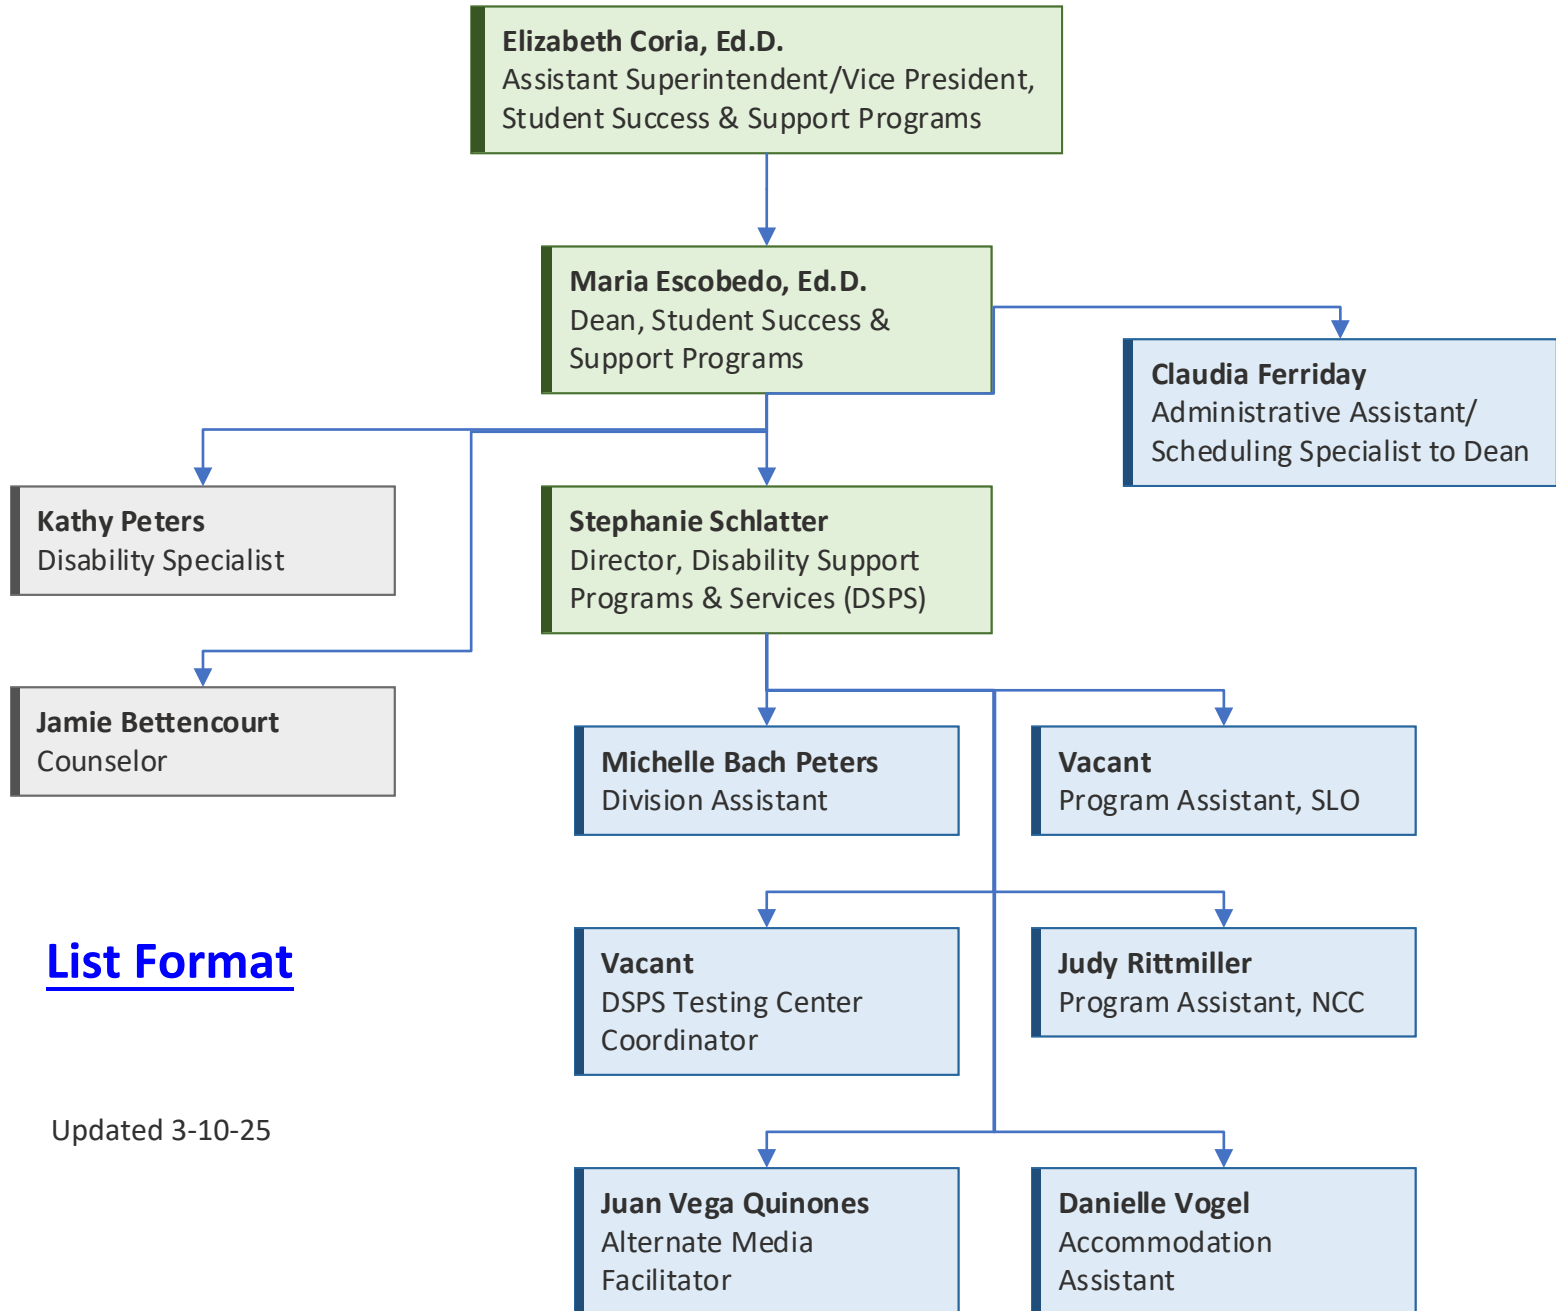 Elizabeth Coria, Ed.D.
Assistant Superintendent/Vice President,
Student Success & Support Programs
Maria Escobedo, Ed.D.
Dean, Student Success &
Support Programs
Claudia Ferriday
Administrative Assistant/
Scheduling Specialist to Dean
Kathy Peters
Disability Specialist
Stephanie Schlatter
Director, Disability Support
Programs & Services (DSPS)
Jamie Bettencourt
Counselor
Michelle Bach Peters
Division Assistant
Vacant
Program Assistant, SLO
List Format
Vacant
DSPS Testing Center
Coordinator
Judy Rittmiller
Program Assistant, NCC
Updated 3-10-25
Juan Vega Quinones
Alternate Media
Facilitator
Danielle Vogel
Accommodation
Assistant